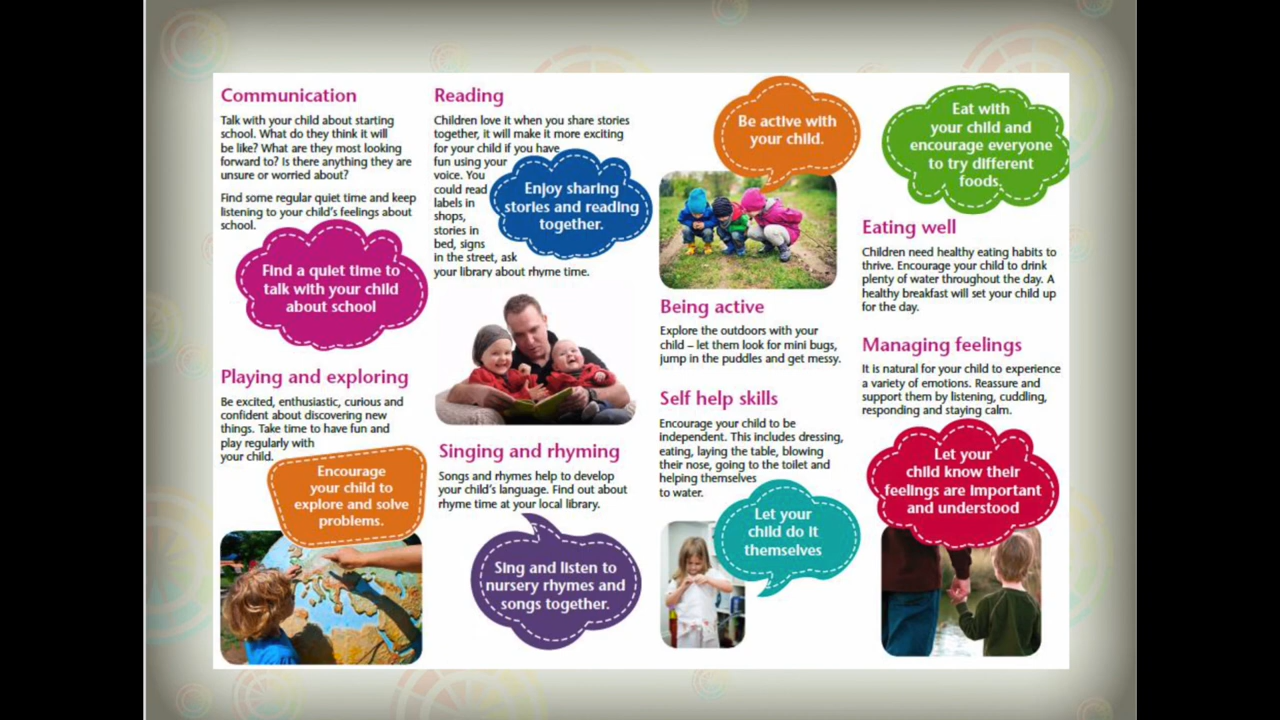 Communication
Talk with your child about starting
school. What do they think it will
be like? What are they most looking
forward to? Is there anything they are
unsure or worried about?
Find some regular quiet time and keep
listening to your child's feelings about
school.
Find a quiet time to
talk with your child
about school
Playing and exploring
Be excited, enthusiastic, curious and
confident about discovering new
things. Take time to have fun and
play regularly with
your child.
Encourage
your child to
explore and solve
problems.
Reading
Children love it when you share stories
together, it will make it more exciting
for your child if you have
fun using your
voice. You
could read
labels in
shops,
stories in
bed, signs
in the street, ask
your library about rhyme time.
Enjoy sharing
stories and reading
together.
Singing and rhyming
Songs and rhymes help to develop
your child's language. Find out about
rhyme time at your local library.
Sing and listen to
nursery rhymes and
songs together.
Be active with
your child.
Being active
Explore the outdoors with your
child – let them look for mini bugs,
jump in the puddles and get messy.
Self help skills
Encourage your child to be
independent. This includes dressing,
eating, laying the table, blowing
their nose, going to the toilet and
helping themselves
to water.
Let your
child do it
themselves
Eat with
your child and
encourage everyone
to try different
foods.
Eating well
Children need healthy eating habits to
thrive. Encourage your child to drink
plenty of water throughout the day. A
healthy breakfast will set your child up
for the day.
Managing feelings
It is natural for your child to experience
a variety of emotions. Reassure and
support them by listening, cuddling,
responding and staying calm.
Let your
child know their
feelings are important
and understood